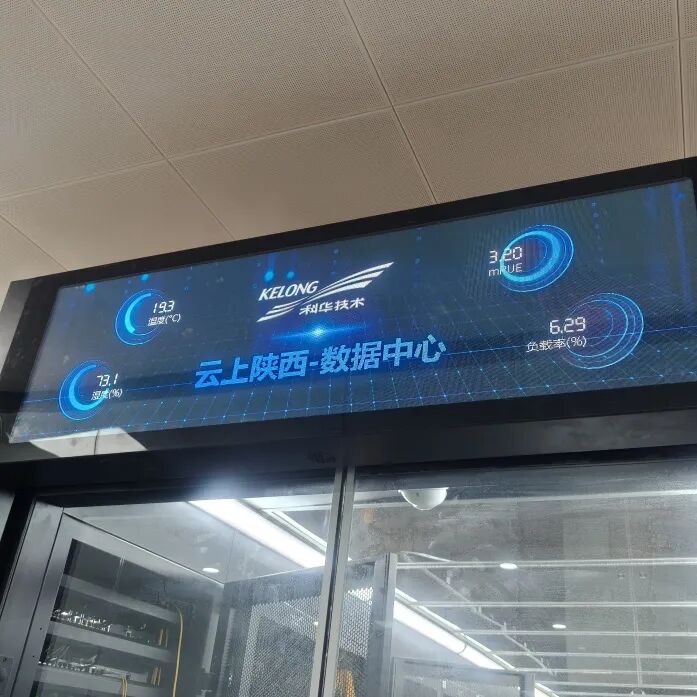 19.3
温度(°C)
73.1
湿度(%)
KELONG
科华技术
云上陕西-数据中心
3.20
mPUE
6.29
负载率(%)